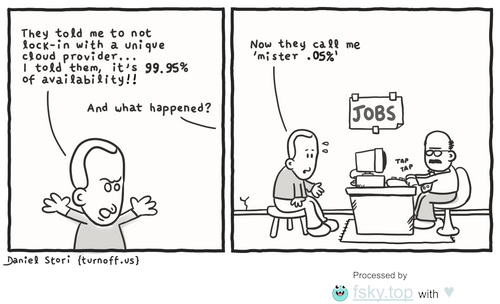 They told me to not
lock-in with a unique
cloud provider...
I told them, it's 99.95%
of availability!!
And what happened?
Now they call me
'mister .05%'
JOBS
TAP
TAP
Daniel Stori {turnoff.us}
Processed by
fsky.top with